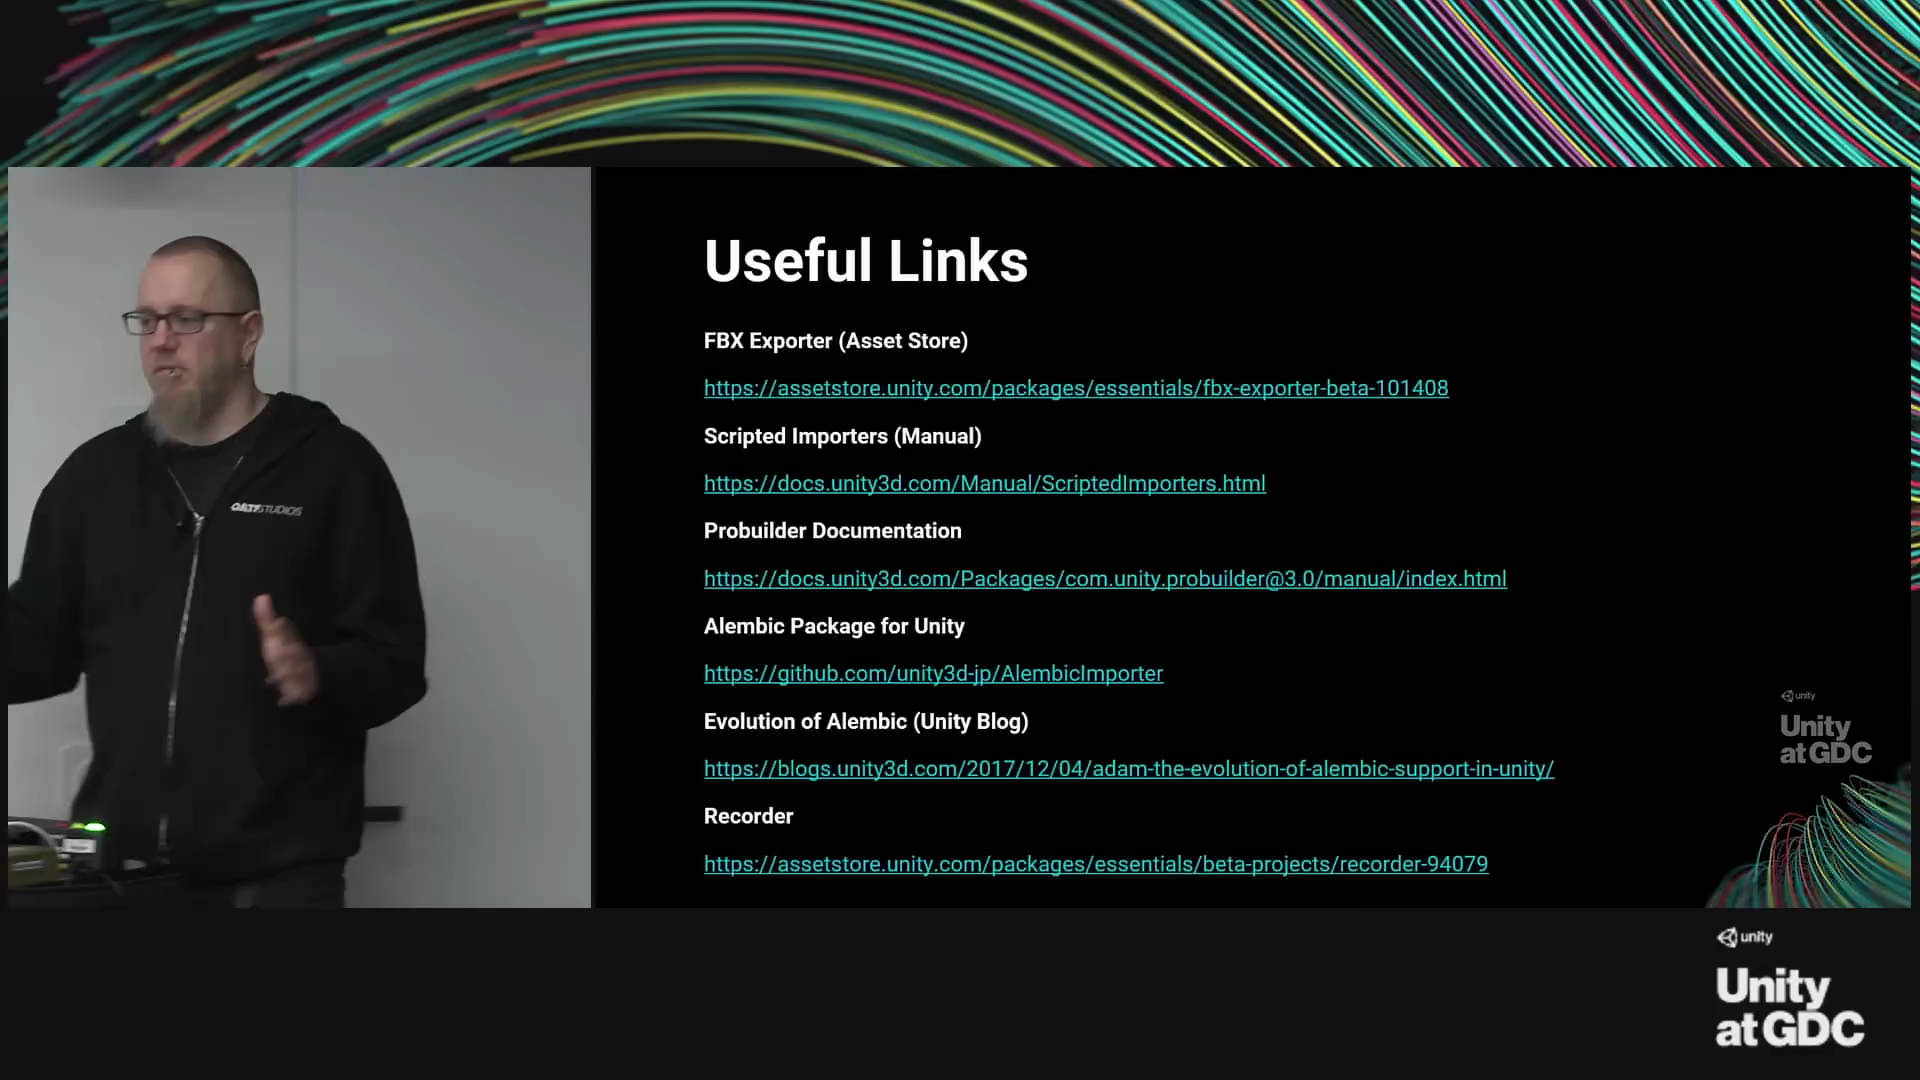 Useful Links
FBX Exporter (Asset Store)
https://assetstore.unity.com/packages/essentials/fbx-exporter-beta-101408
Scripted Importers (Manual)
https://docs.unity3d.com/Manual/ScriptedImporters.html
Probuilder Documentation
https://docs.unity3d.com/Packages/com.unity.probuilder@3.0/manual/index.html
Alembic Package for Unity
https://github.com/unity3d-jp/AlembicImporter
Evolution of Alembic (Unity Blog)
https://blogs.unity3d.com/2017/12/04/adam-the-evolution-of-alembic-support-in-unity/
Recorder
https://assetstore.unity.com/packages/essentials/beta-projects/recorder-94079
unity
Unity
at GDC
unity
Unity
at GDC